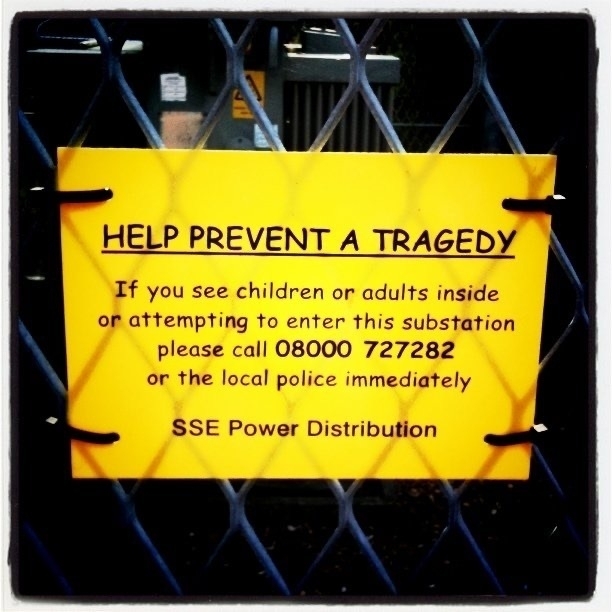 HELP PREVENT A TRAGEDY
If you see children or adults inside
or attempting to enter this substation
please call 08000 727282
or the local police immediately
SSE Power Distribution